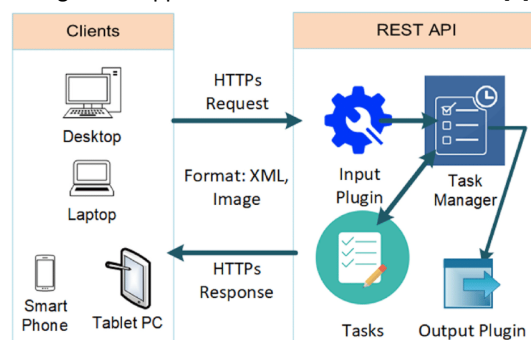 Clients
REST API
HTTPs
Request
Desktop
Format: XML,
Image
Input
Plugin
Task
Manager
Laptop
HTTPs
Response
Smart
Phone
Tablet PC
Tasks
Output Plugin